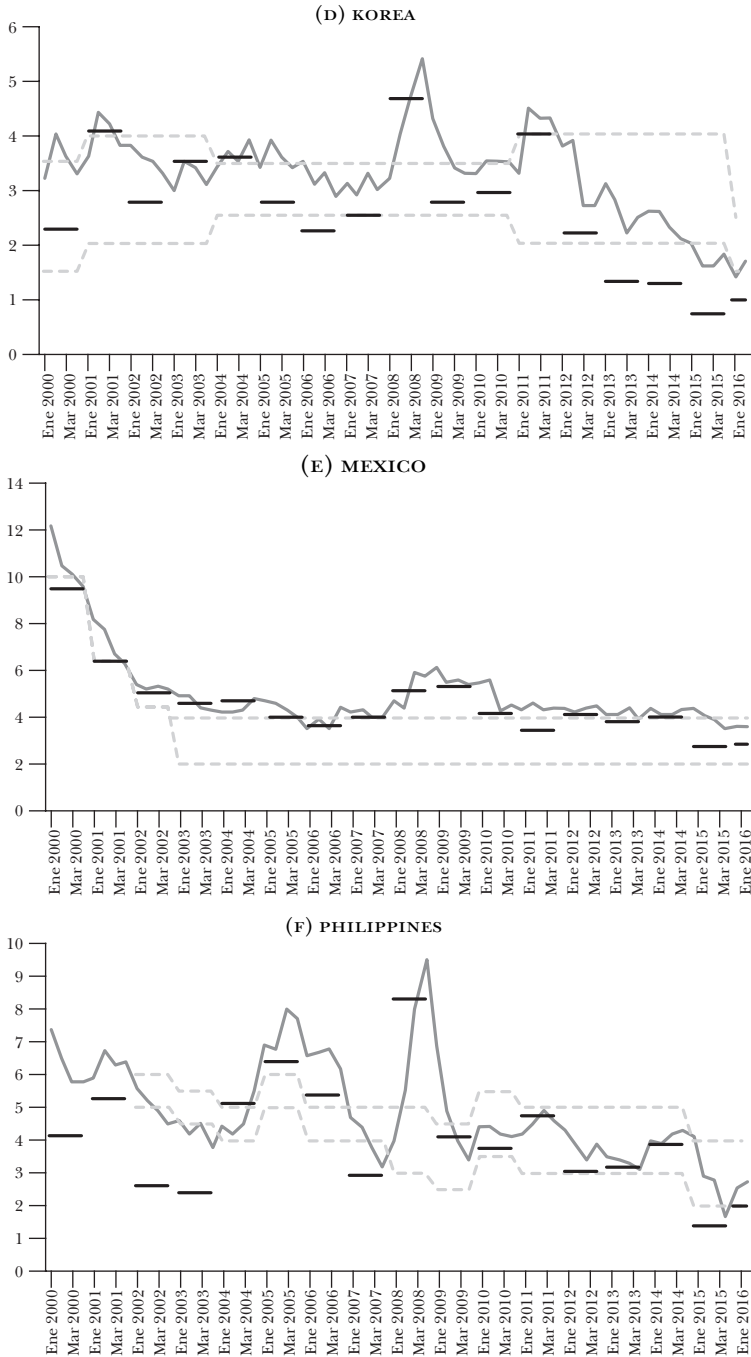 (D) KOREA
6
5
4
3
2
1
0
Ene 2000
Mar 2000
Ene 2001
Mar 2001
Ene 2002
Mar 2002
Ene 2003
Mar 2003
Ene 2004
Mar 2004
Ene 2005
Mar 2005
Ene 2006
Mar 2006
Ene 2007
Mar 2007
Ene 2008
Mar 2008
Ene 2009
Mar 2009
Ene 2010
Mar 2010
Ene 2011
Mar 2011
Ene 2012
Mar 2012
Ene 2013
Mar 2013
Ene 2014
Mar 2014
Ene 2015
Mar 2015
Ene 2016
(E) MEXICO
14
12
10
8
6
4
2
0
Ene 2000
Mar 2000
Ene 2001
Mar 2001
Ene 2002
Mar 2002
Ene 2003
Mar 2003
Ene 2004
Mar 2004
Ene 2005
Mar 2005
Ene 2006
Mar 2006
Ene 2007
Mar 2007
Ene 2008
Mar 2008
Ene 2009
Mar 2009
Ene 2010
Mar 2010
Ene 2011
Mar 2011
Ene 2012
Mar 2012
Ene 2013
Mar 2013
Ene 2014
Mar 2014
Ene 2015
Mar 2015
Ene 2016
(F) PHILIPPINES
10
9
8
7
6
5
4
3
2
1
0
Ene 2000
Mar 2000
Ene 2001
Mar 2001
Ene 2002
Mar 2002
Ene 2003
Mar 2003
Ene 2004
Mar 2004
Ene 2005
Mar 2005
Ene 2006
Mar 2006
Ene 2007
Mar 2007
Ene 2008
Mar 2008
Ene 2009
Mar 2009
Ene 2010
Mar 2010
Ene 2011
Mar 2011
Ene 2012
Mar 2012
Ene 2013
Mar 2013
Ene 2014
Mar 2014
Ene 2015
Mar 2015
Ene 2016